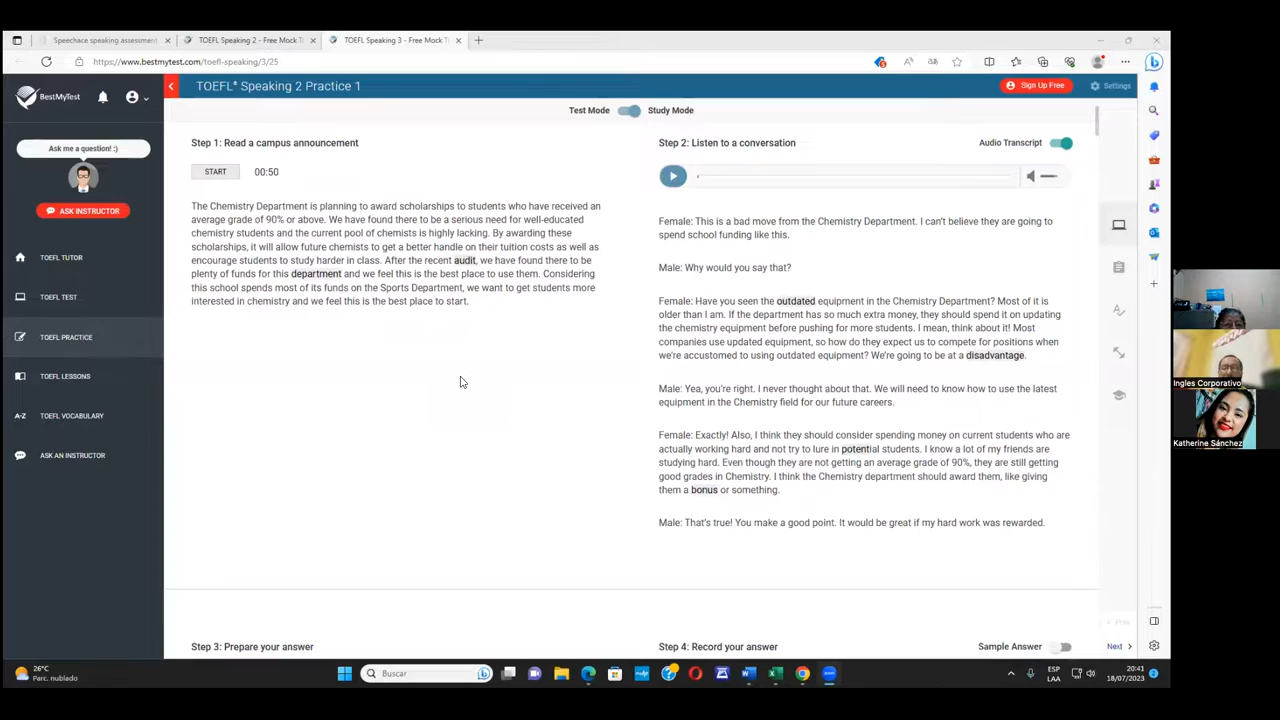 Speechace speaking assessment
TOEFL Speaking 2 - Free Mock T
TOEFL Speaking 3 - Free Mock T
https://www.bestmytest.com/toefl-speaking/3/25
BestMyTest
TOEFL® Speaking 2 Practice 1
Sign Up Free
Settings
Test Mode
Study Mode
Ask me a question! :)
ASK INSTRUCTOR
TOEFL TUTOR
TOEFL TEST
TOEFL PRACTICE
TOEFL LESSONS
A-Z TOEFL VOCABULARY
ASK AN INSTRUCTOR
Step 1: Read a campus announcement
START 00:50
The Chemistry Department is planning to award scholarships to students who have received an
average grade of 90% or above. We have found there to be a serious need for well-educated
chemistry students and the current pool of chemists is highly lacking. By awarding these
scholarships, it will allow future chemists to get a better handle on their tuition costs as well as
encourage students to study harder in class. After the recent audit, we have found there to be
plenty of funds for this department and we feel this is the best place to use them. Considering
this school spends most of its funds on the Sports Department, we want to get students more
interested in chemistry and we feel this is the best place to start.
Step 2: Listen to a conversation
Audio Transcript
Female: This is a bad move from the Chemistry Department. I can't believe they are going to
spend school funding like this.
Male: Why would you say that?
Female: Have you seen the outdated equipment in the Chemistry Department? Most of it is
older than I am. If the department has so much extra money, they should spend it on updating
the chemistry equipment before pushing for more students. I mean, think about it! Most
companies use updated equipment, so how do they expect us to compete for positions when
we're accustomed to using outdated equipment? We're going to be at a disadvantage.
Male: Yea, you're right. I never thought about that. We will need to know how to use the latest
equipment in the Chemistry field for our future careers.
Female: Exactly! Also, I think they should consider spending money on current students who are
actually working hard and not try to lure in potential students. I know a lot of my friends are
studying hard. Even though they are not getting an average grade of 90%, they are still getting
good grades in Chemistry. I think the Chemistry department should award them, like giving
them a bonus or something.
Male: That's true! You make a good point. It would be great if my hard work was rewarded.
Prev
Step 3: Prepare your answer
Step 4: Record your answer
Sample Answer
Next
Ingles Corporativo
Katherine Sánchez
26°C
Parc. nublado
Buscar
ESP
LAA
20:41
18/07/2023